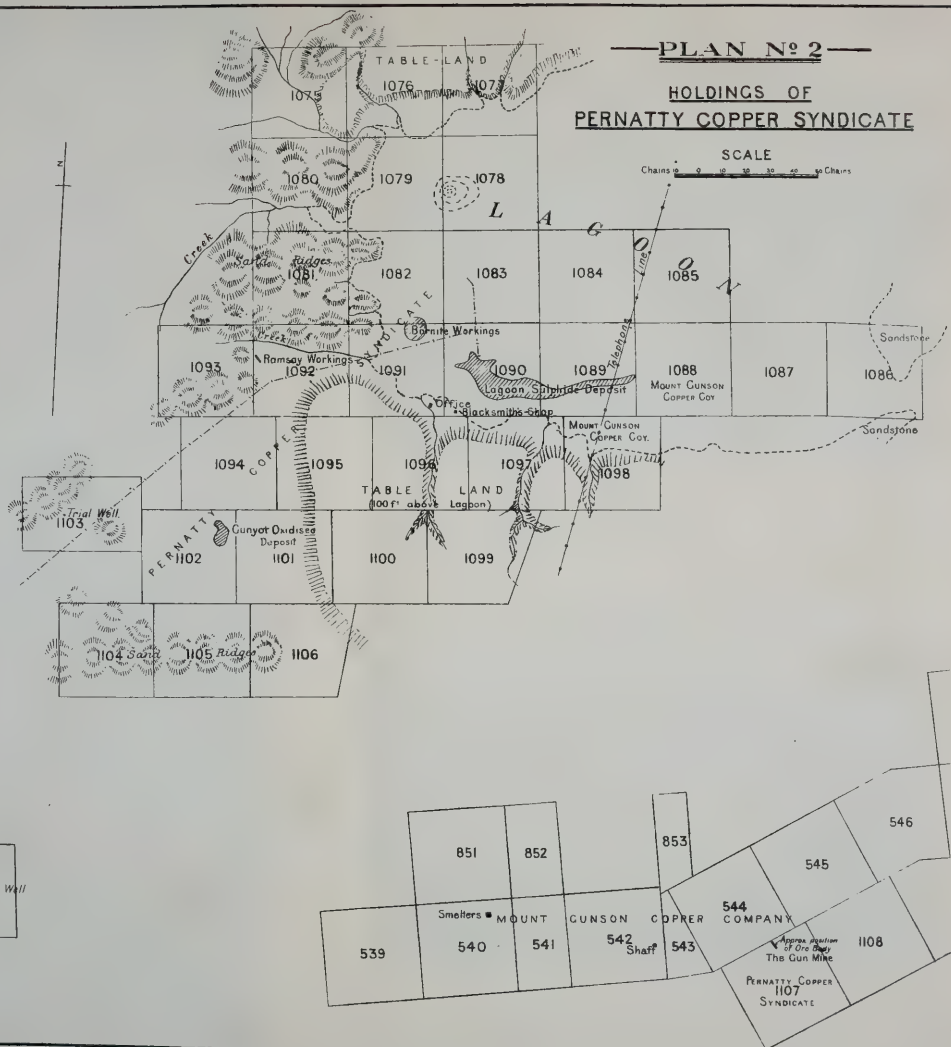 PLAN Nº 2
HOLDINGS OF
PERNATTY COPPER SYNDICATE
SCALE
Chains 10 0 10 20 30 40 50 Chains
N
TABLE-LAND
1075
1076
1077
1080
1079
1078
LAGOON
Creek
Sand Ridges
1081
1082
1083
1084
1085
Telephone Line
PERNATTY COPPER SYNDICATE
Bornite Workings
Creek
Ramsay Workings
1093
1092
1091
1090
1089
1088
1087
1086
Sandstone
Lagoon Sulphide Deposit
MOUNT GUNSON
COPPER COY
Office
Blacksmith's Shop
MOUNT GUNSON
COPPER COY.
Sandstone
1094
1095
1096
1097
1098
TABLE LAND
(100 ft above Lagoon)
Trial Well
1103
Gunyot Oxidised
Deposit
1102
1101
1100
1099
1104
Sand
1105
Ridges
1106
Well
851
852
853
546
545
544
Smelters
MOUNT GUNSON COPPER COMPANY
539
540
541
542
Shaft
543
Approx position
of Ore Body
The Gun Mine
1108
PERNATTY COPPER
1107
SYNDICATE